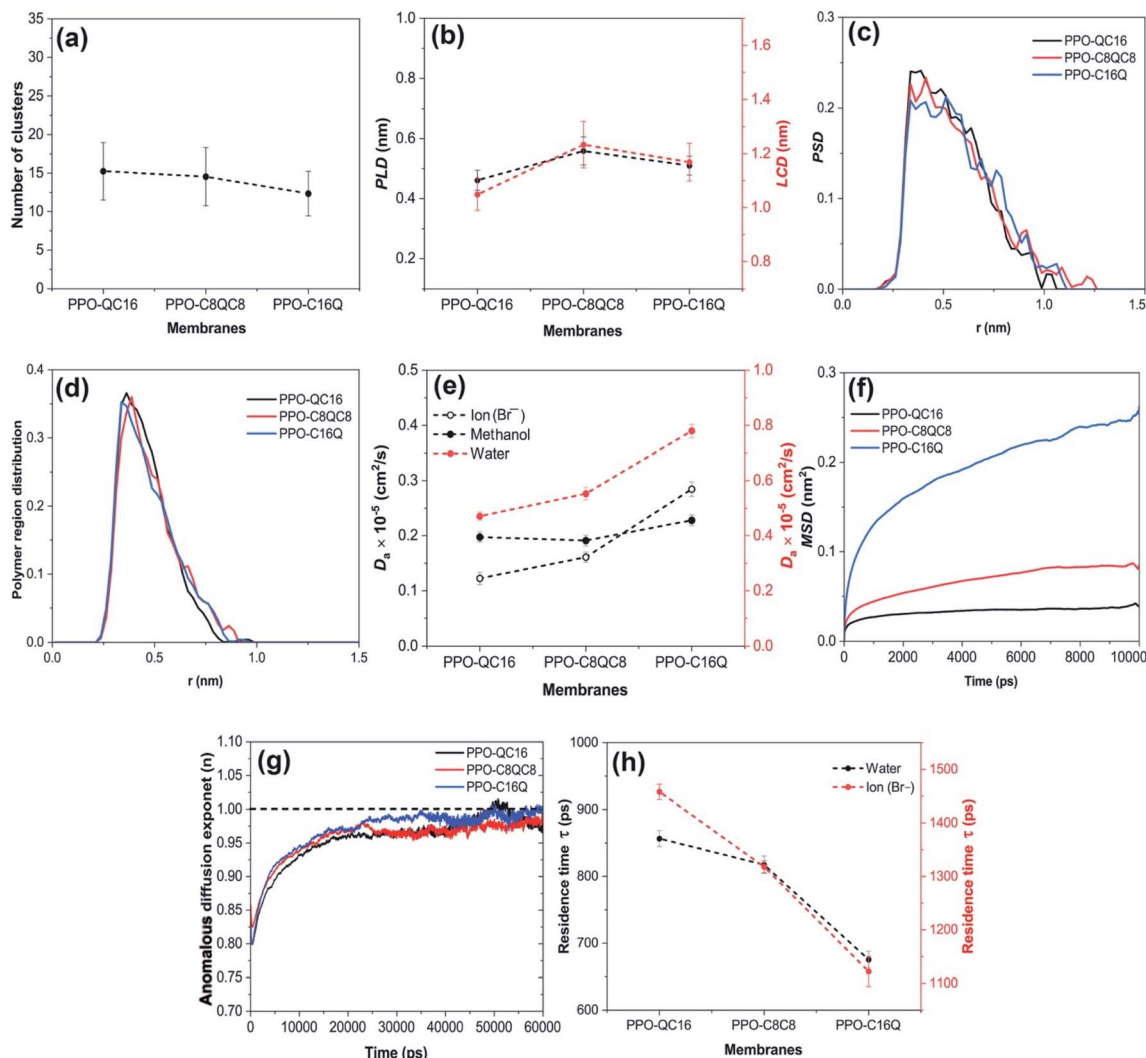 (a)
Number of clusters
35
30
25
20
15
10
5
0
PPO-QC16 PPO-C8QC8 PPO-C16Q
Membranes
(b)
PLD (nm)
1.0
0.8
0.6
0.4
0.2
LCD (nm)
1.6
1.4
1.2
1.0
0.8
PPO-QC16 PPO-C8QC8 PPO-C16Q
Membranes
(c)
PPO-QC16
PPO-C8QC8
PPO-C16Q
PSD
0.3
0.2
0.1
0.0
0.0 0.5 1.0 1.5
r (nm)
(d)
PPO-QC16
PPO-C8QC8
PPO-C16Q
Polymer region distribution
0.4
0.3
0.2
0.1
0.0
0.0 0.5 1.0 1.5
r (nm)
(e)
Ion (Br⁻)
Methanol
Water
Da × 10⁻⁵ (cm²/s)
0.5
0.4
0.3
0.2
0.1
0.0
Da × 10⁻⁵ (cm²/s)
1.0
0.8
0.6
0.4
0.2
0.0
PPO-QC16 PPO-C8QC8 PPO-C16Q
Membranes
(f)
PPO-QC16
PPO-C8QC8
PPO-C16Q
MSD (nm²)
0.3
0.2
0.1
0.0
0 2000 4000 6000 8000 10000
Time (ps)
(g)
PPO-QC16
PPO-C8QC8
PPO-C16Q
Anomalous diffusion exponet (n)
1.10
1.05
1.00
0.95
0.90
0.85
0.80
0.75
0.70
0 10000 20000 30000 40000 50000 60000
Time (ps)
(h)
Water
Ion (Br−)
Residence time τ (ps)
1000
900
800
700
600
Residence time τ (ps)
1500
1400
1300
1200
1100
PPO-QC16 PPO-C8C8 PPO-C16Q
Membranes